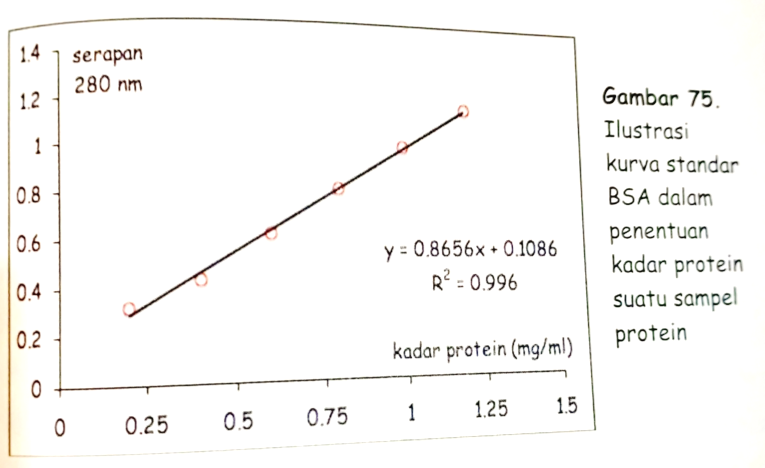 1.4
serapan
280 nm
1.2
1
0.8
0.6
0.4
0.2
0
y = 0.8656x + 0.1086
R² = 0.996
kadar protein (mg/ml)
0 0.25 0.5 0.75 1 1.25 1.5
Gambar 75.
Ilustrasi
kurva standar
BSA dalam
penentuan
kadar protein
suatu sampel
protein